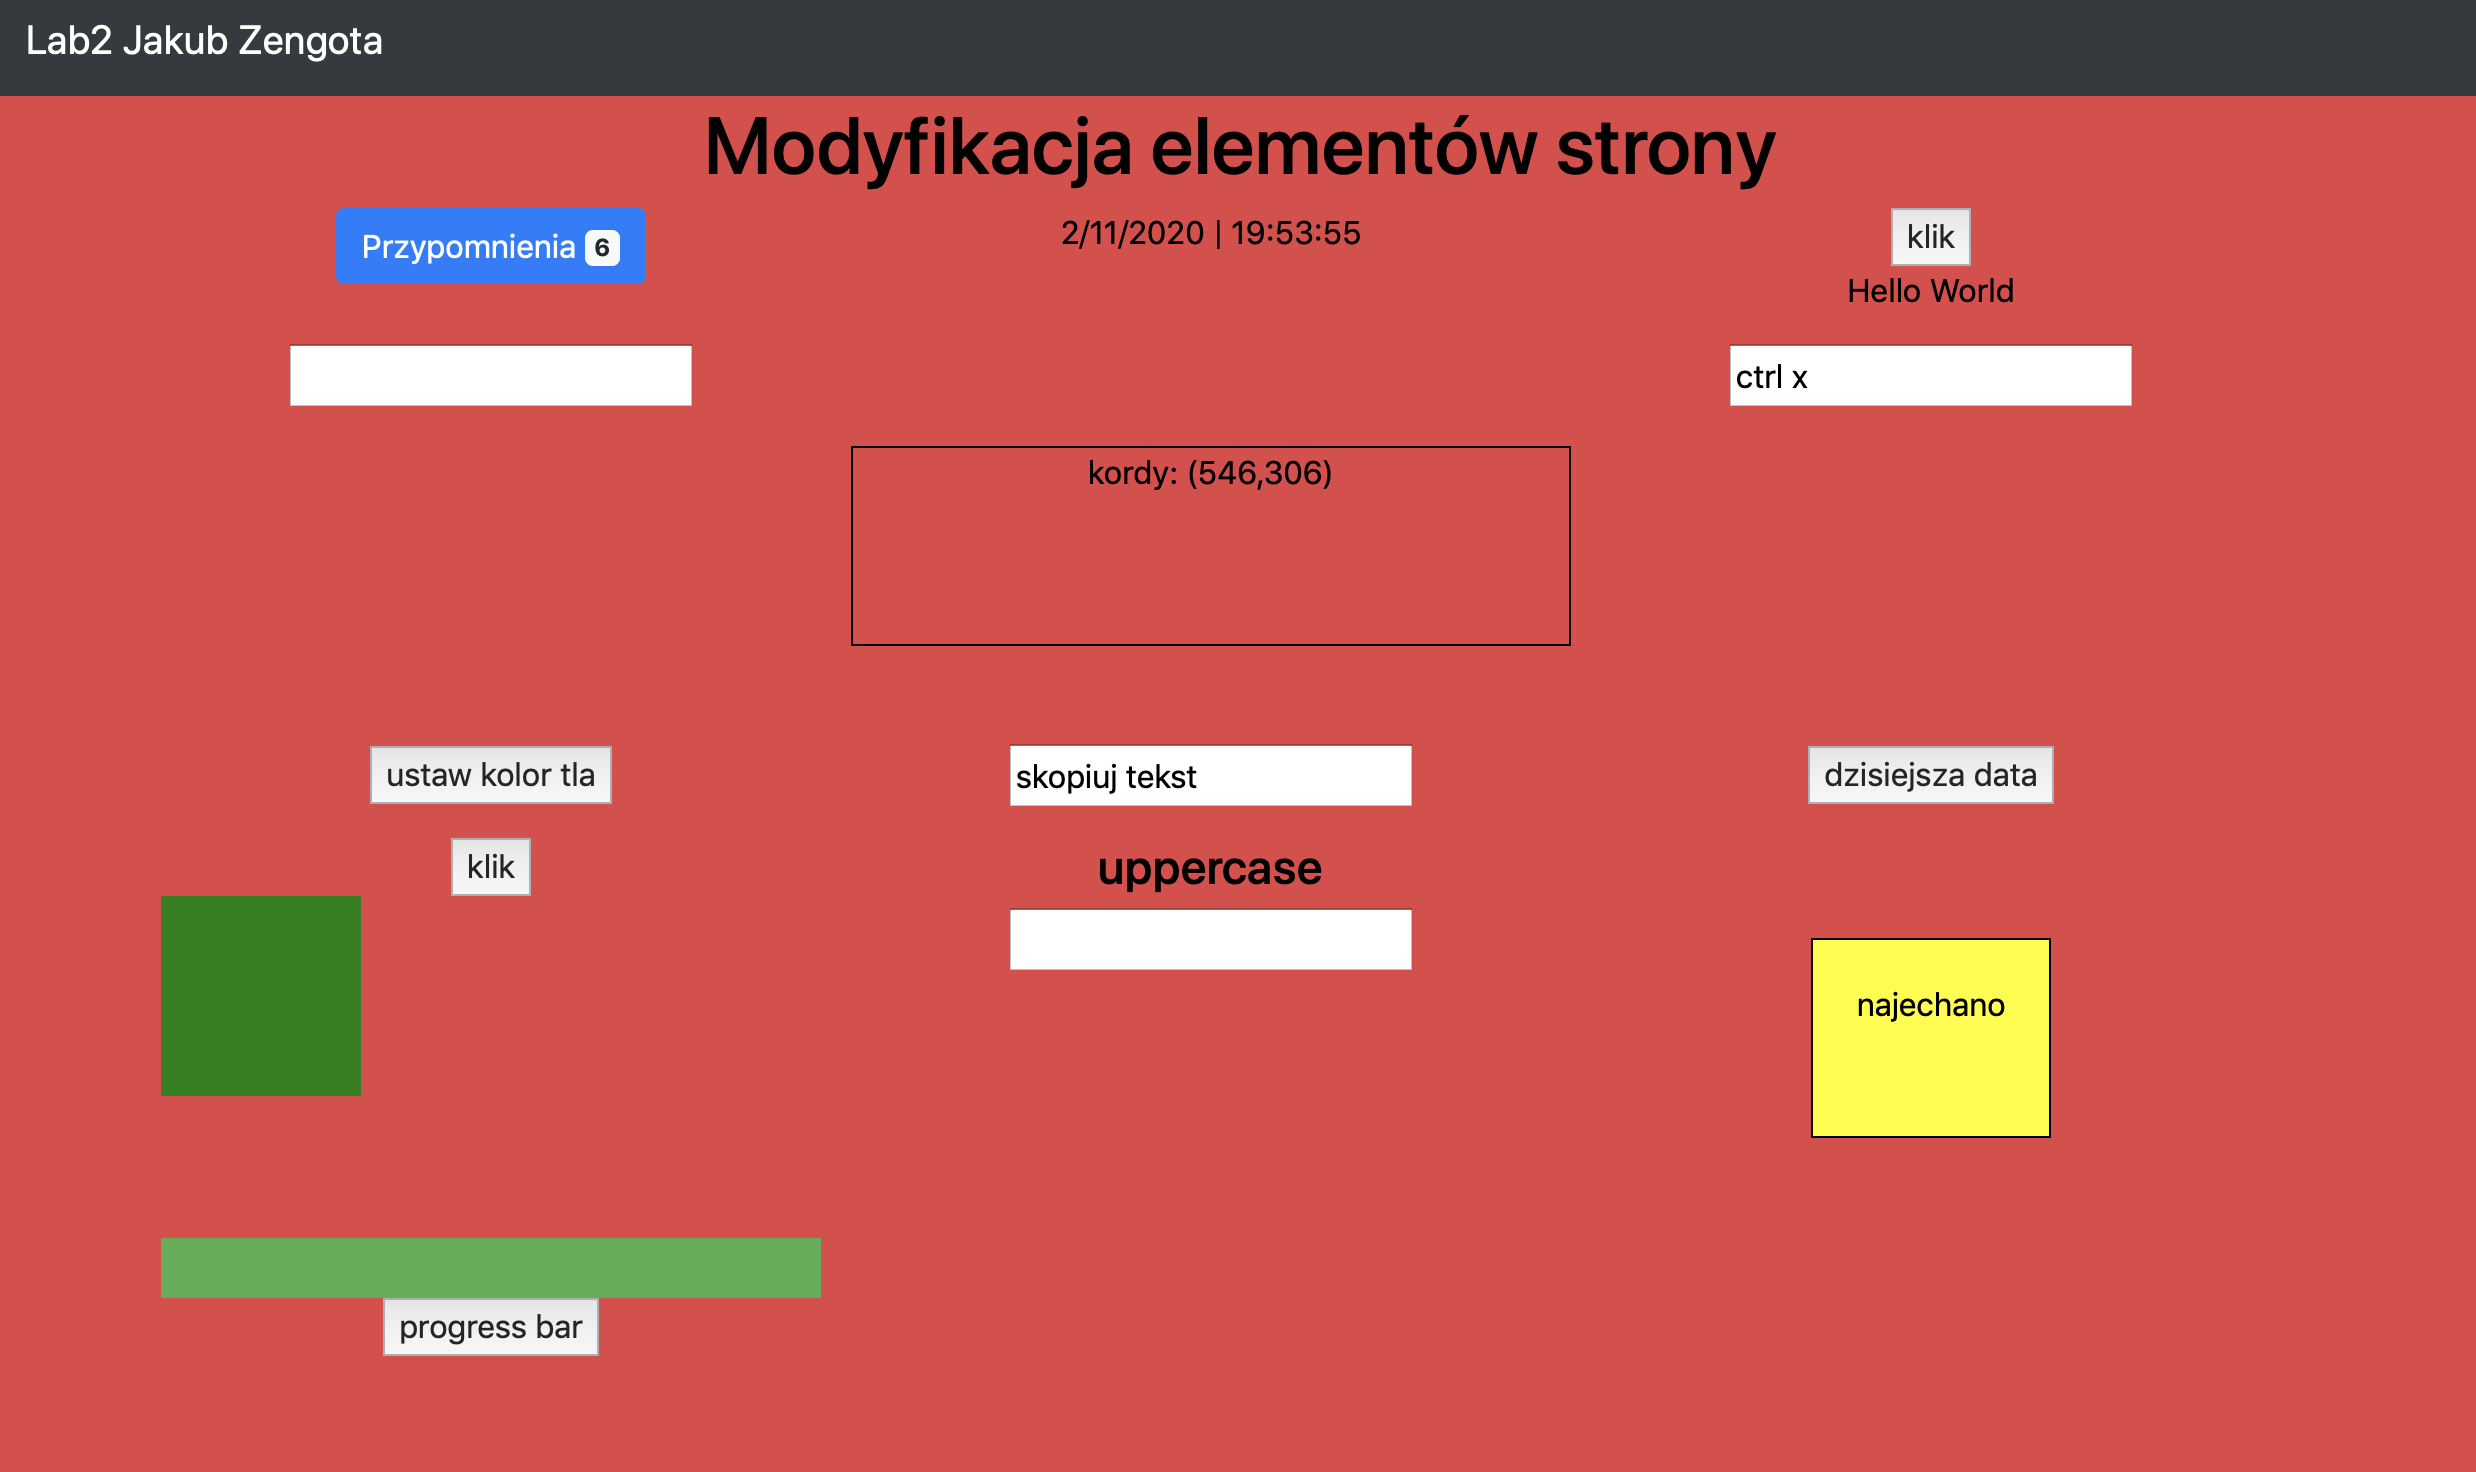 Lab2 Jakub Zengota
Modyfikacja elementów strony
Przypomnienia 6
2/11/2020 | 19:53:55
klik
Hello World
ctrl x
kordy: (546,306)
ustaw kolor tla
skopiuj tekst
dzisiejsza data
klik
uppercase
najechano
progress bar